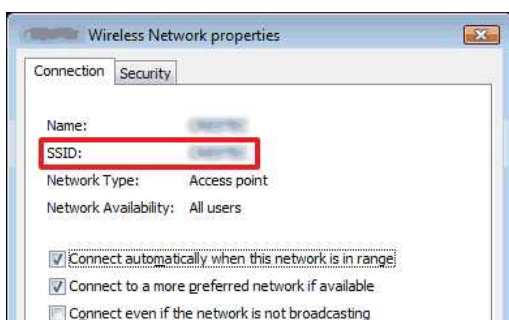 Wireless Network properties
Connection Security
Name:
SSID:
Network Type: Access point
Network Availability: All users
Connect automatically when this network is in range
Connect to a more preferred network if available
Connect even if the network is not broadcasting